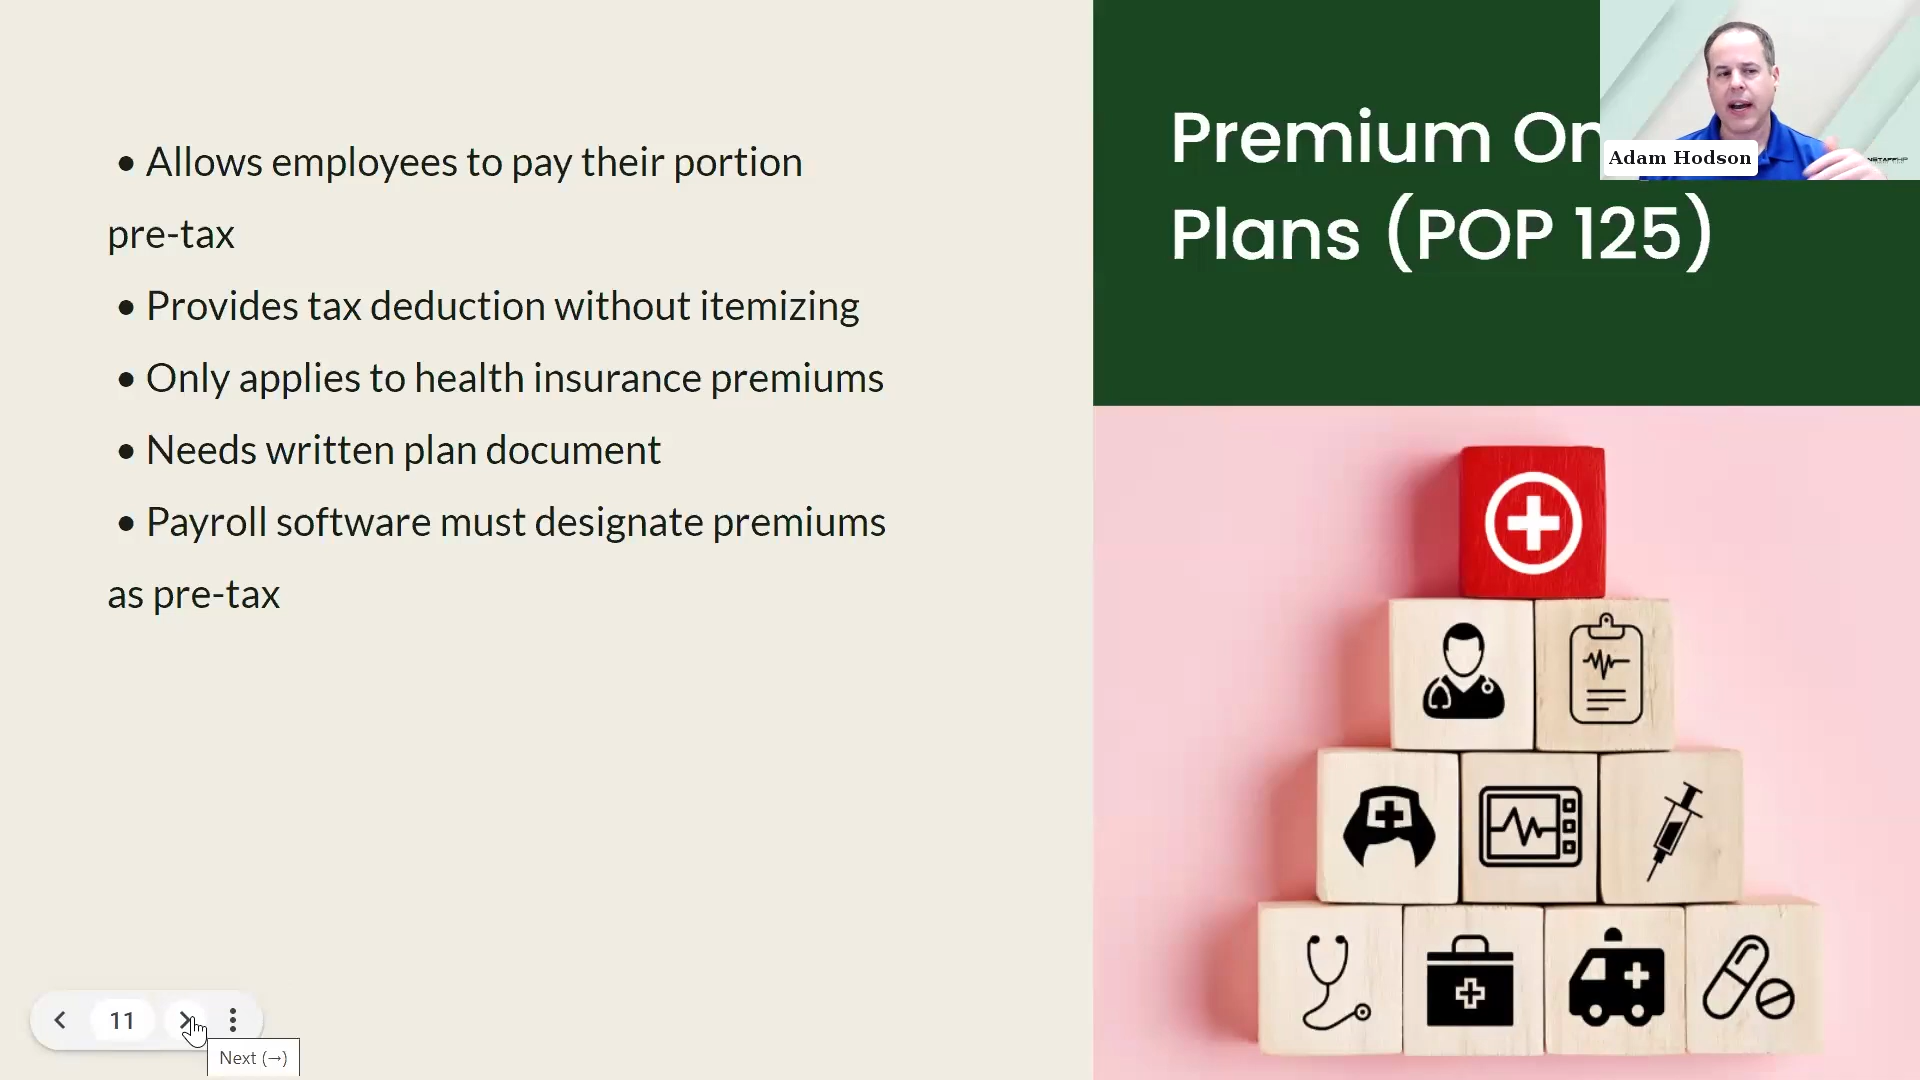 • Allows employees to pay their portion
pre-tax
• Provides tax deduction without itemizing
• Only applies to health insurance premiums
• Needs written plan document
• Payroll software must designate premiums
as pre-tax
Premium On
Plans (POP 125)
Adam Hodson
11
Next (→)